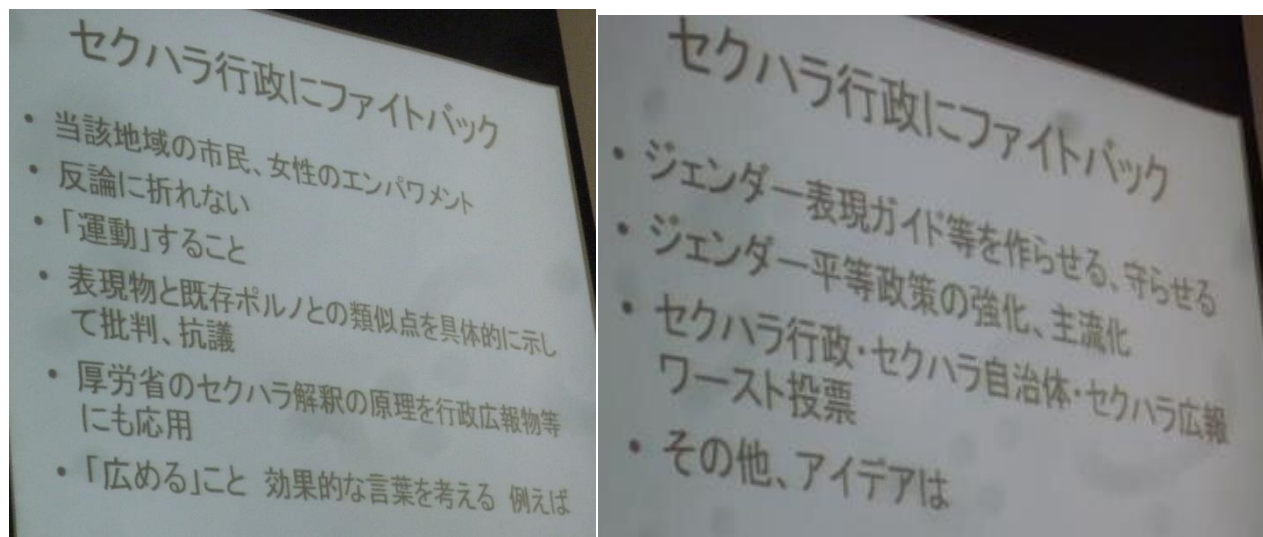 セクハラ行政にファイトバック
• 当該地域の市民、女性のエンパワメント
• 反論に折れない
• 「運動」すること
• 表現物と既存ポルノとの類似点を具体的に示し
て批判、抗議
• 厚労省のセクハラ解釈の原理を行政広報物等
にも応用
• 「広める」こと 効果的な言葉を考える 例えば
セクハラ行政にファイトバック
• ジェンダー表現ガイド等を作らせる、守らせる
• ジェンダー平等政策の強化、主流化
• セクハラ行政・セクハラ自治体・セクハラ広報
ワースト投票
• その他、アイデアは